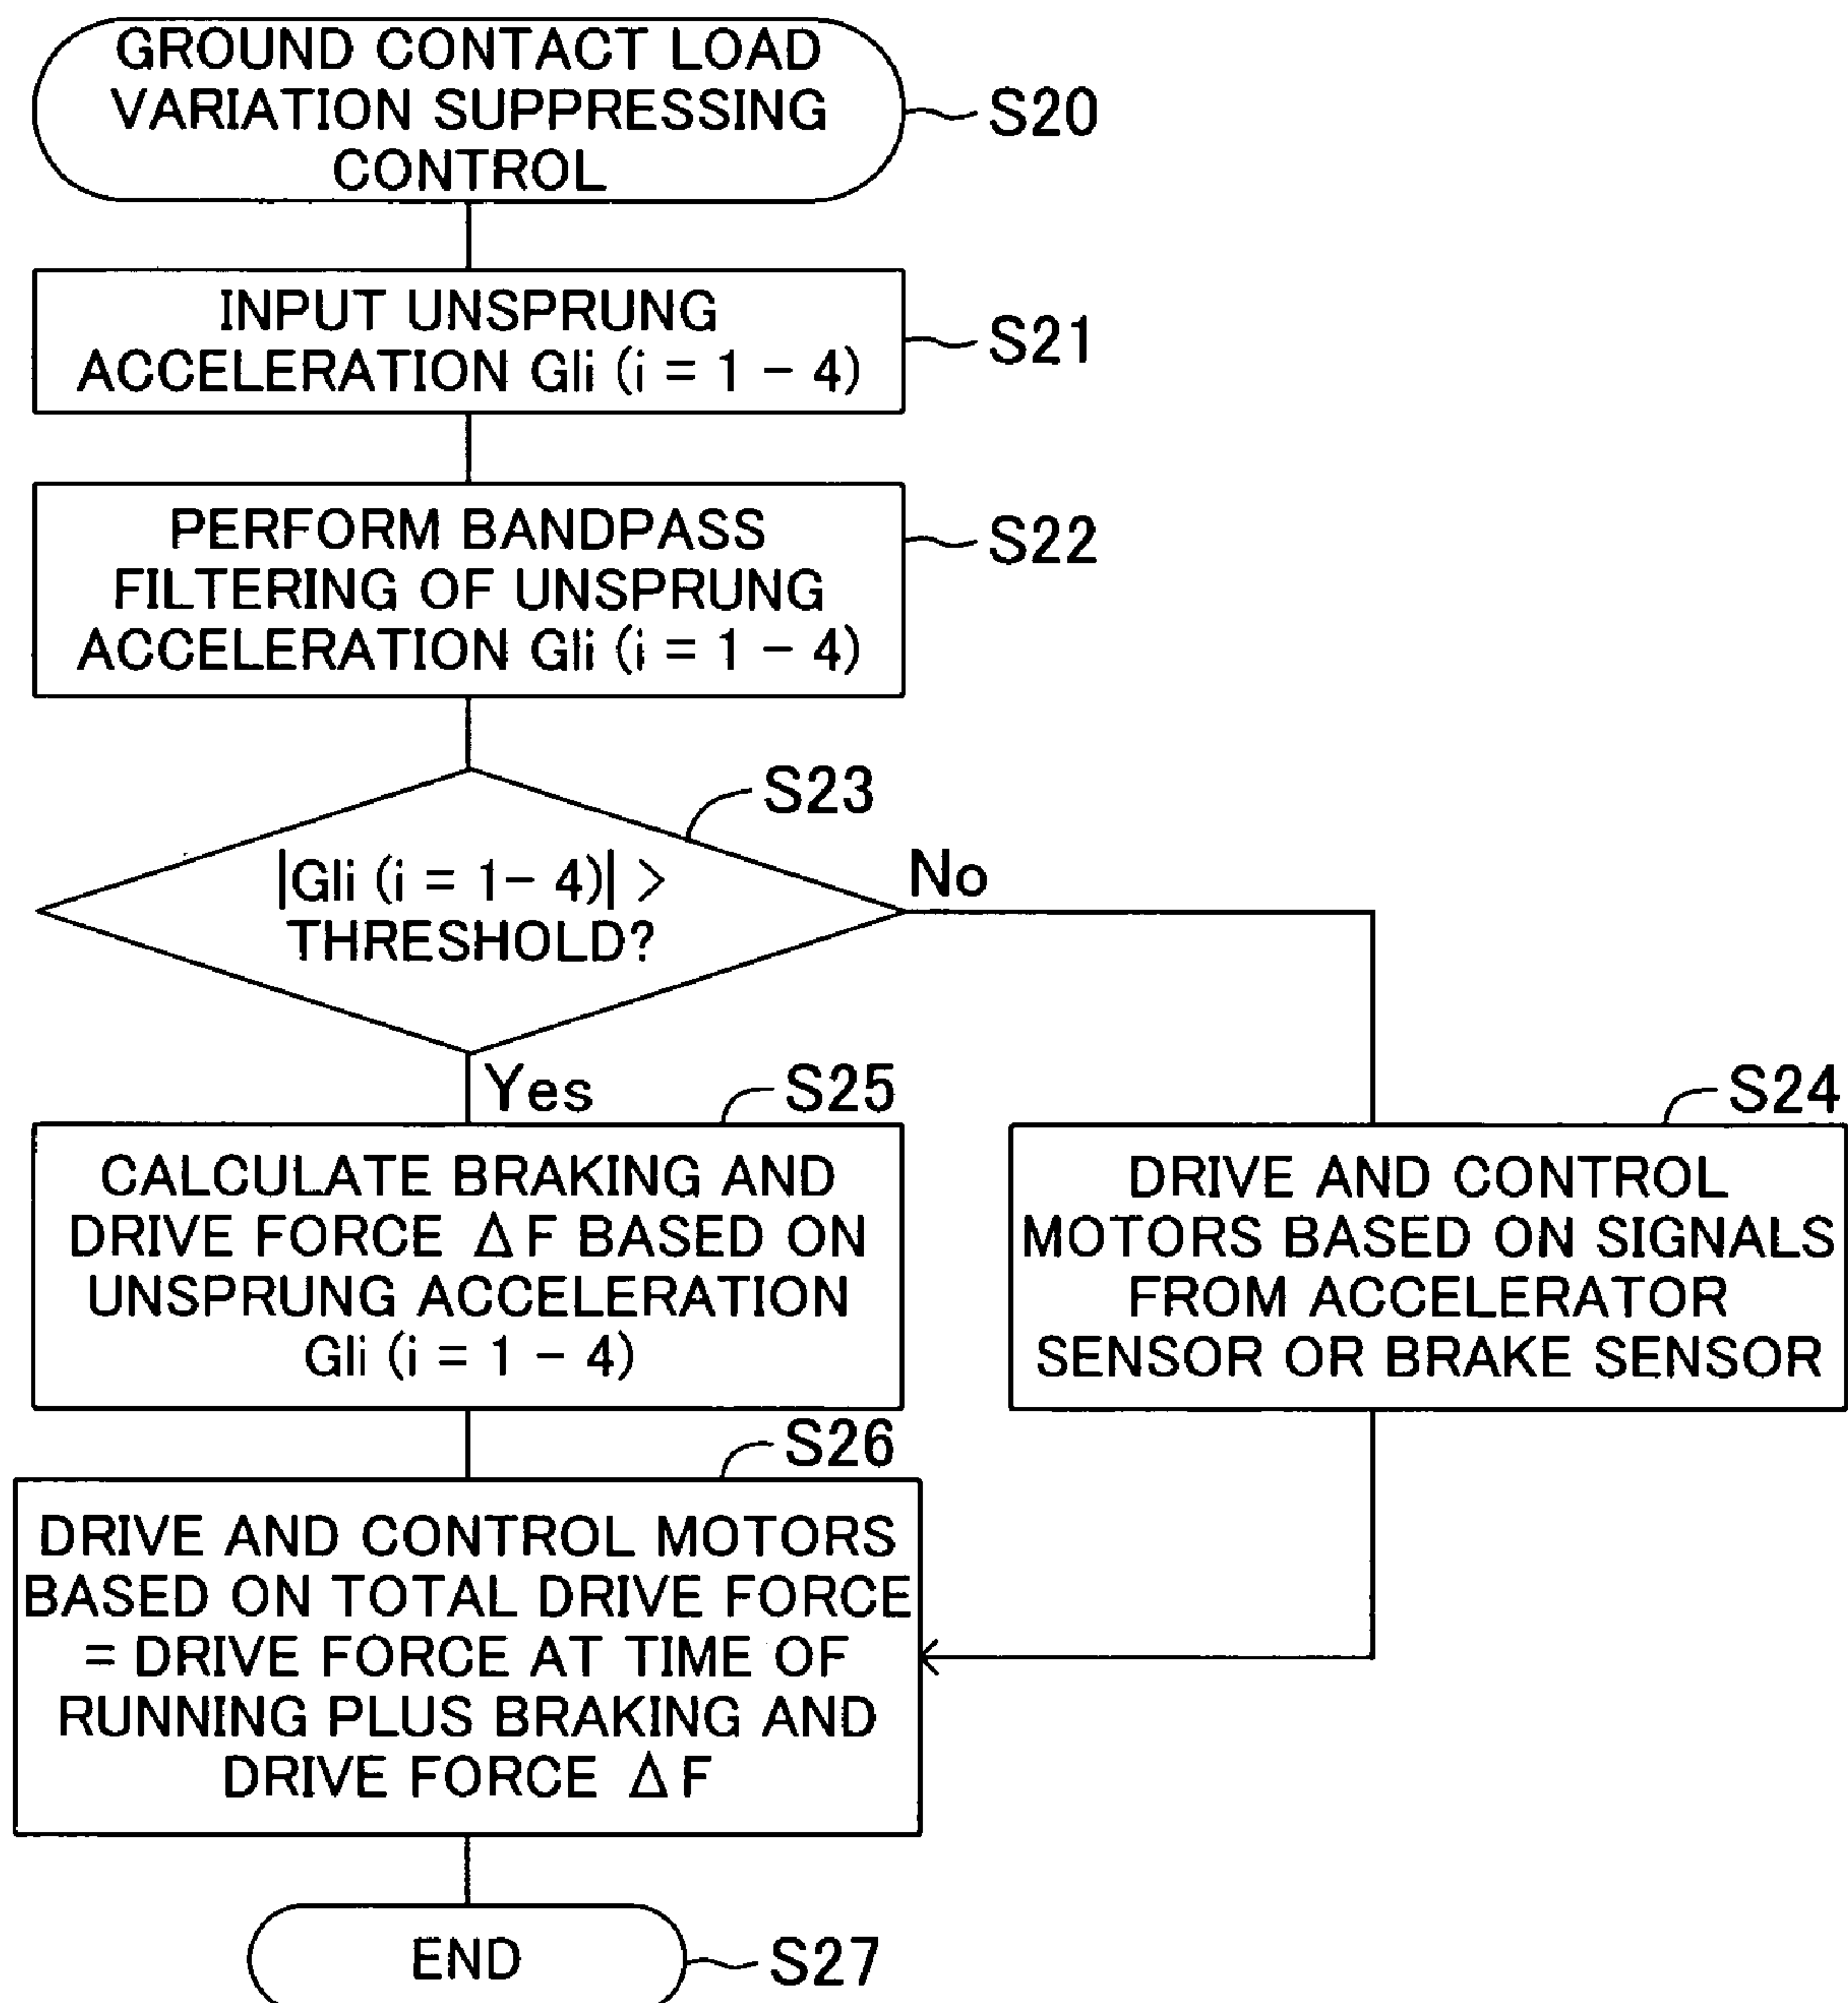 GROUND CONTACT LOAD
VARIATION SUPPRESSING
CONTROL
S20
INPUT UNSPRUNG
ACCELERATION Gli (i = 1 – 4)
S21
PERFORM BANDPASS
FILTERING OF UNSPRUNG
ACCELERATION Gli (i = 1 – 4)
S22
S23
|Gli (i = 1– 4)| >
THRESHOLD?
No
Yes
S25
CALCULATE BRAKING AND
DRIVE FORCE ΔF BASED ON
UNSPRUNG ACCELERATION
Gli (i = 1 – 4)
S24
DRIVE AND CONTROL
MOTORS BASED ON SIGNALS
FROM ACCELERATOR
SENSOR OR BRAKE SENSOR
S26
DRIVE AND CONTROL MOTORS
BASED ON TOTAL DRIVE FORCE
= DRIVE FORCE AT TIME OF
RUNNING PLUS BRAKING AND
DRIVE FORCE ΔF
END
S27